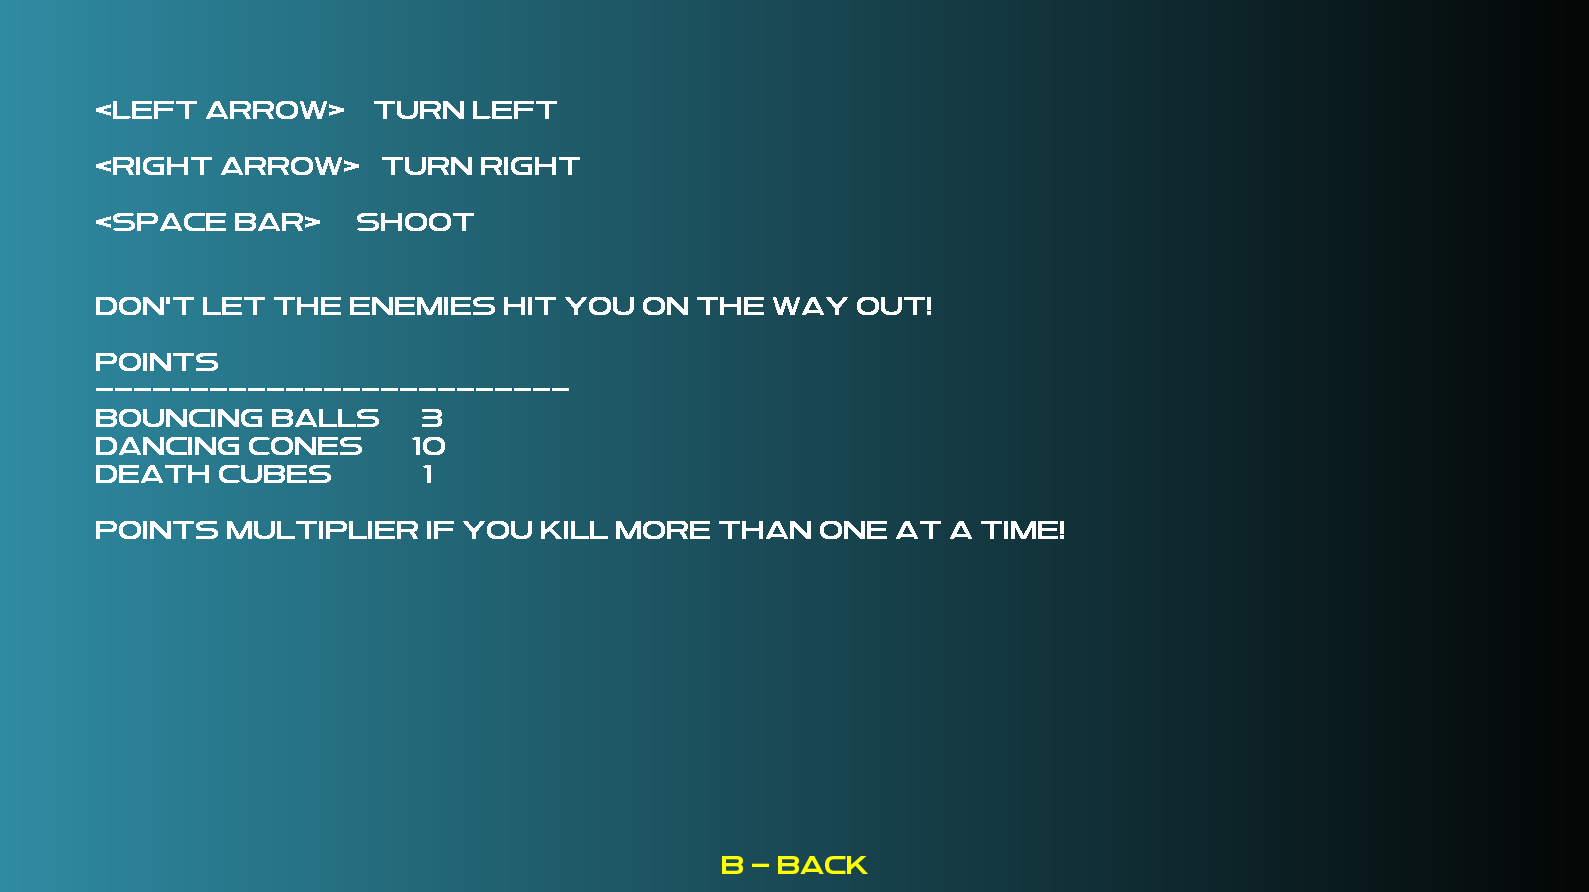 <LEFT ARROW> TURN LEFT
<RIGHT ARROW> TURN RIGHT
<SPACE BAR> SHOOT
DON'T LET THE ENEMIES HIT YOU ON THE WAY OUT!
POINTS
-------------------------
BOUNCING BALLS 3
DANCING CONES 10
DEATH CUBES 1
POINTS MULTIPLIER IF YOU KILL MORE THAN ONE AT A TIME!
B - BACK